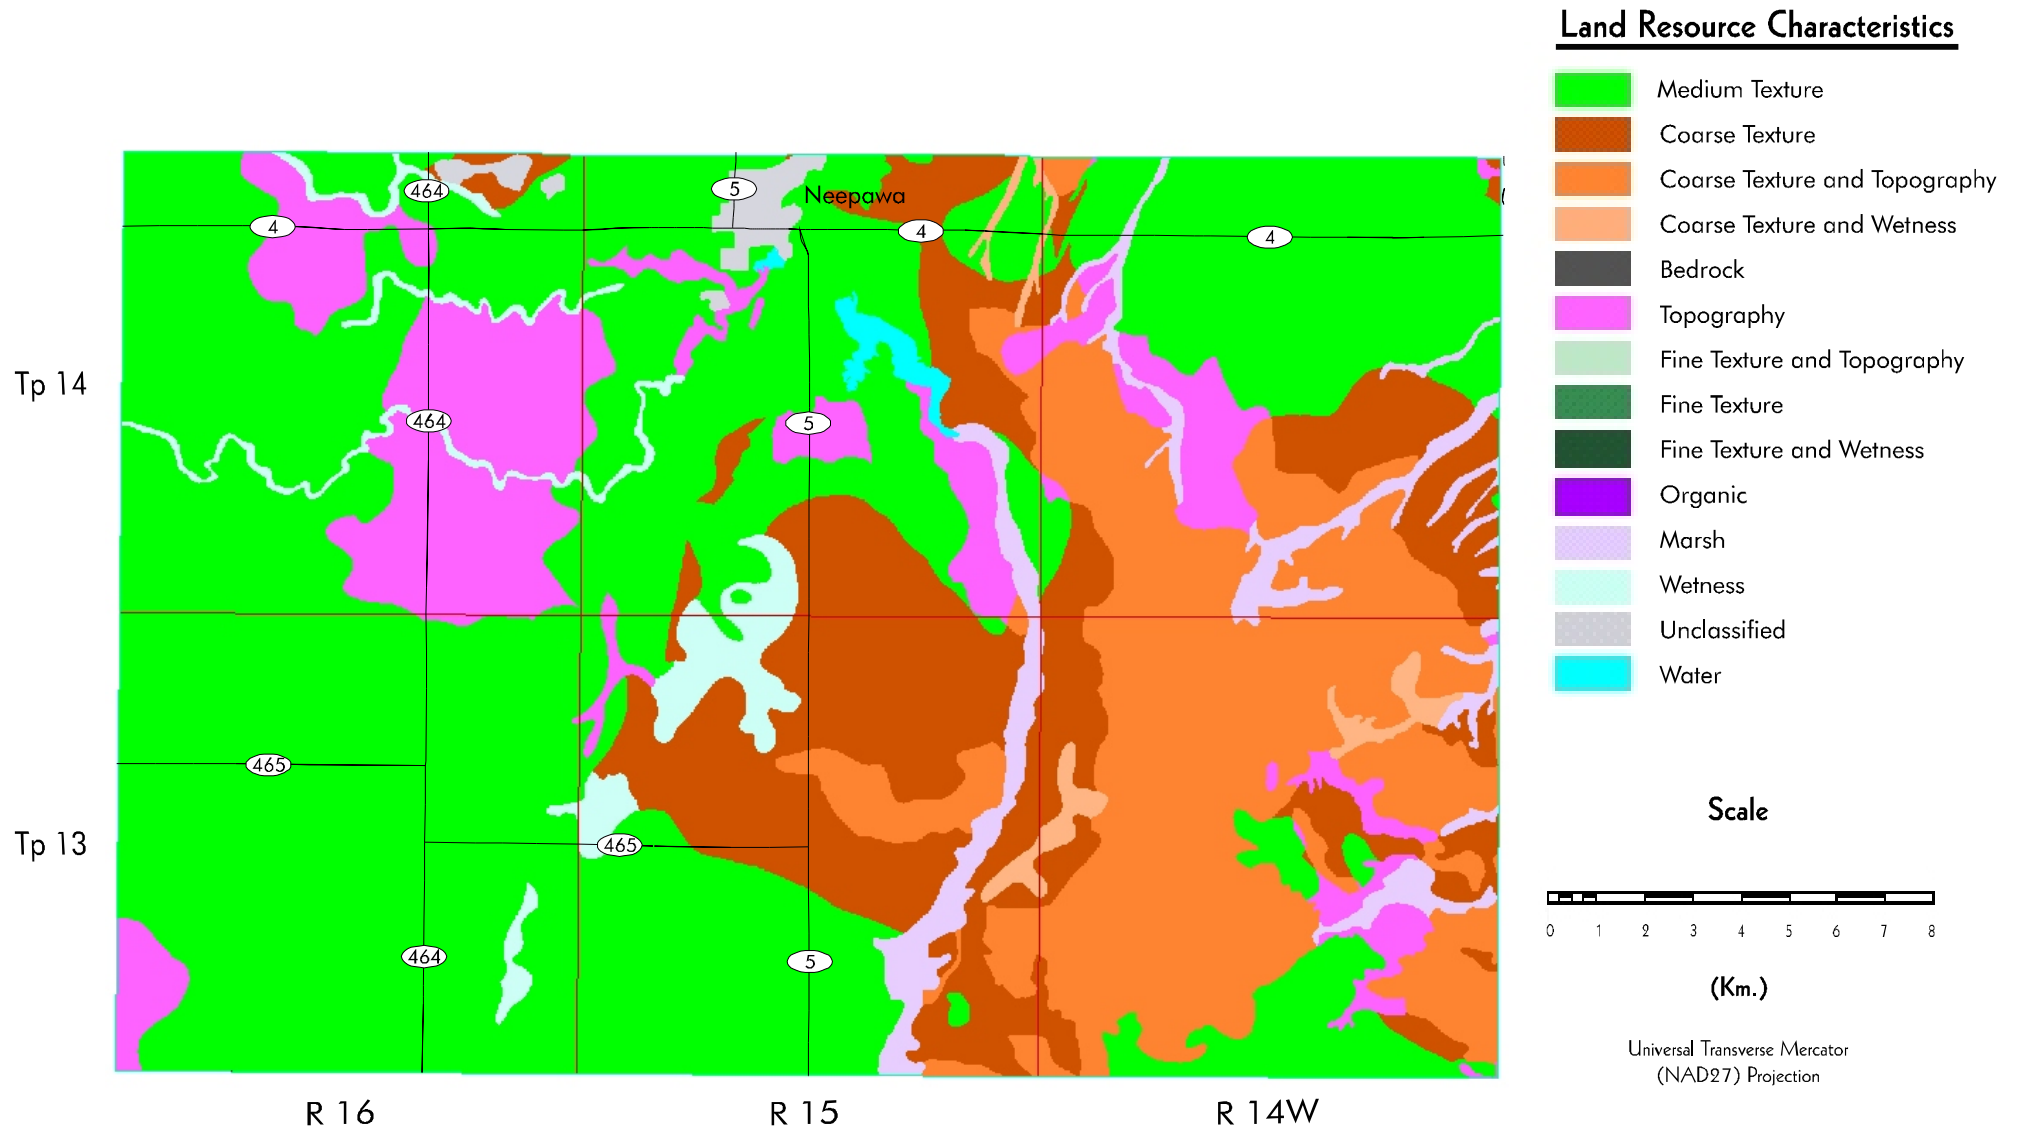 Land Resource Characteristics
Medium Texture
Coarse Texture
Coarse Texture and Topography
Coarse Texture and Wetness
Bedrock
Topography
Fine Texture and Topography
Fine Texture
Fine Texture and Wetness
Organic
Marsh
Wetness
Unclassified
Water
464
5
Neepawa
4
4
4
Tp 14
464
5
465
Tp 13
465
464
5
R 16
R 15
R 14W
Scale
0 1 2 3 4 5 6 7 8
(Km.)
Universal Transverse Mercator
(NAD27) Projection